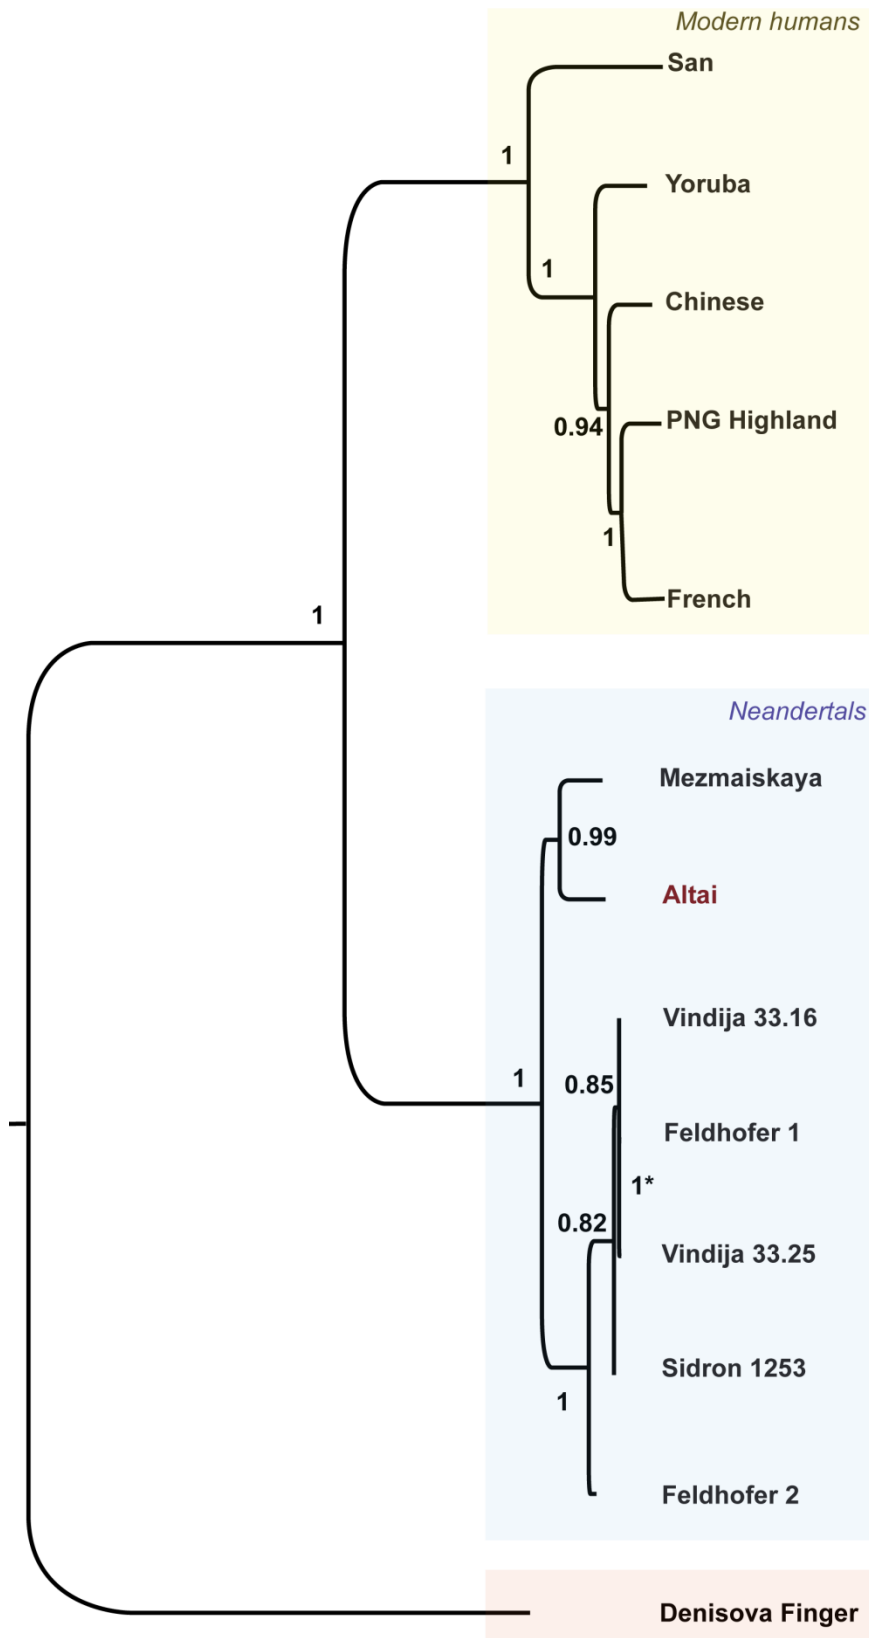 Modern humans
San
1
Yoruba
1
Chinese
0.94
PNG Highland
1
French
1
Neandertals
Mezmaiskaya
0.99
Altai
Vindija 33.16
1
0.85
Feldhofer 1
1*
0.82
Vindija 33.25
Sidron 1253
1
Feldhofer 2
Denisova Finger